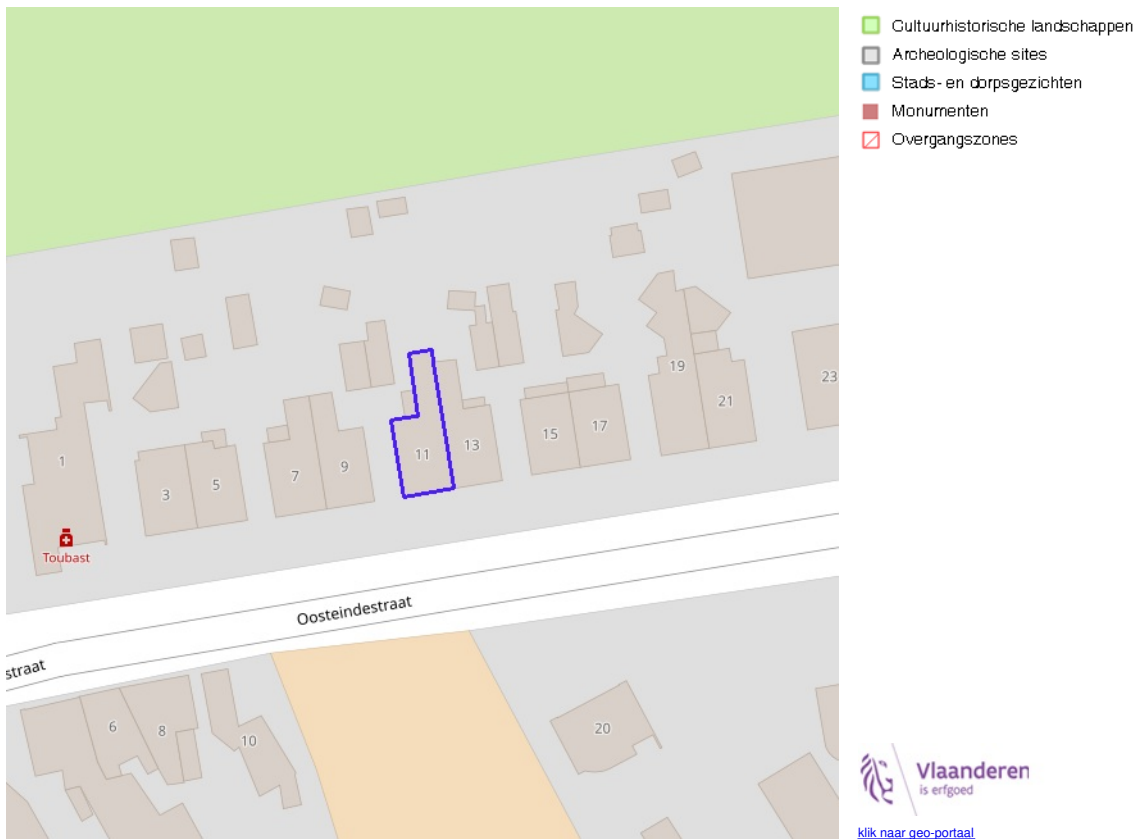 Cultuurhistorische landschappen
Archeologische sites
Stads- en dorpsgezichten
Monumenten
Overgangszones
19
23
21
17
15
13
11
9
7
5
3
1
Toubast
Oosteindestraat
straat
6
8
10
20
Vlaanderen
is erfgoed
klik naar geo-portaal